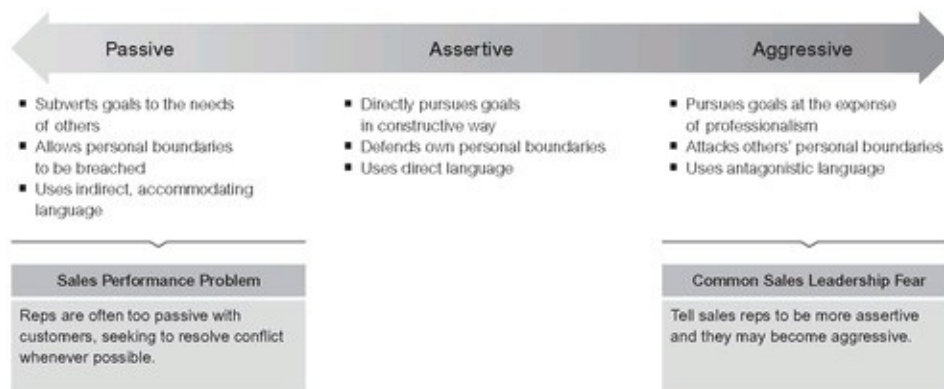 Passive
Assertive
Aggressive
▪ Subverts goals to the needs
of others
▪ Allows personal boundaries
to be breached
▪ Uses indirect, accommodating
language
▪ Directly pursues goals
in constructive way
▪ Defends own personal boundaries
▪ Uses direct language
▪ Pursues goals at the expense
of professionalism
▪ Attacks others' personal boundaries
▪ Uses antagonistic language
Sales Performance Problem
Reps are often too passive with
customers, seeking to resolve conflict
whenever possible.
Common Sales Leadership Fear
Tell sales reps to be more assertive
and they may become aggressive.